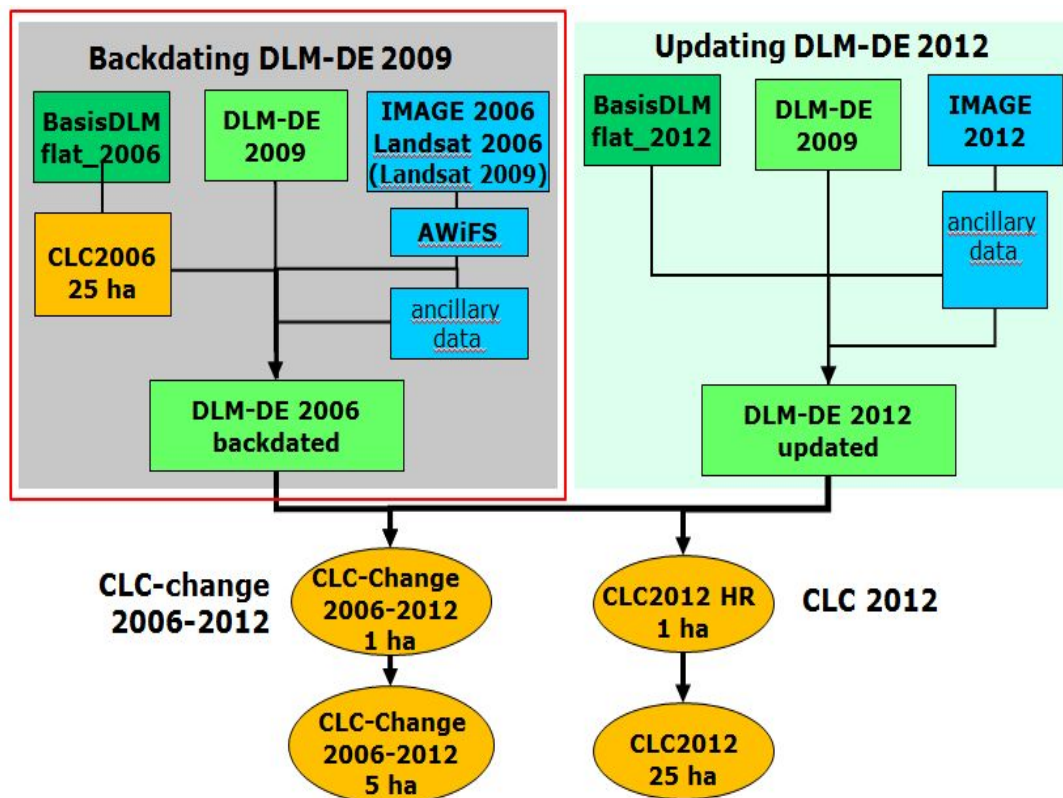 Backdating DLM-DE 2009
BasisDLM
flat_2006
DLM-DE
2009
IMAGE 2006
Landsat 2006
(Landsat 2009)
AWiFS
CLC2006
25 ha
ancillary
data
DLM-DE 2006
backdated
Updating DLM-DE 2012
BasisDLM
flat_2012
DLM-DE
2009
IMAGE
2012
ancillary
data
DLM-DE 2012
updated
CLC-change
2006-2012
CLC-Change
2006-2012
1 ha
CLC2012 HR
1 ha
CLC 2012
CLC-Change
2006-2012
5 ha
CLC2012
25 ha